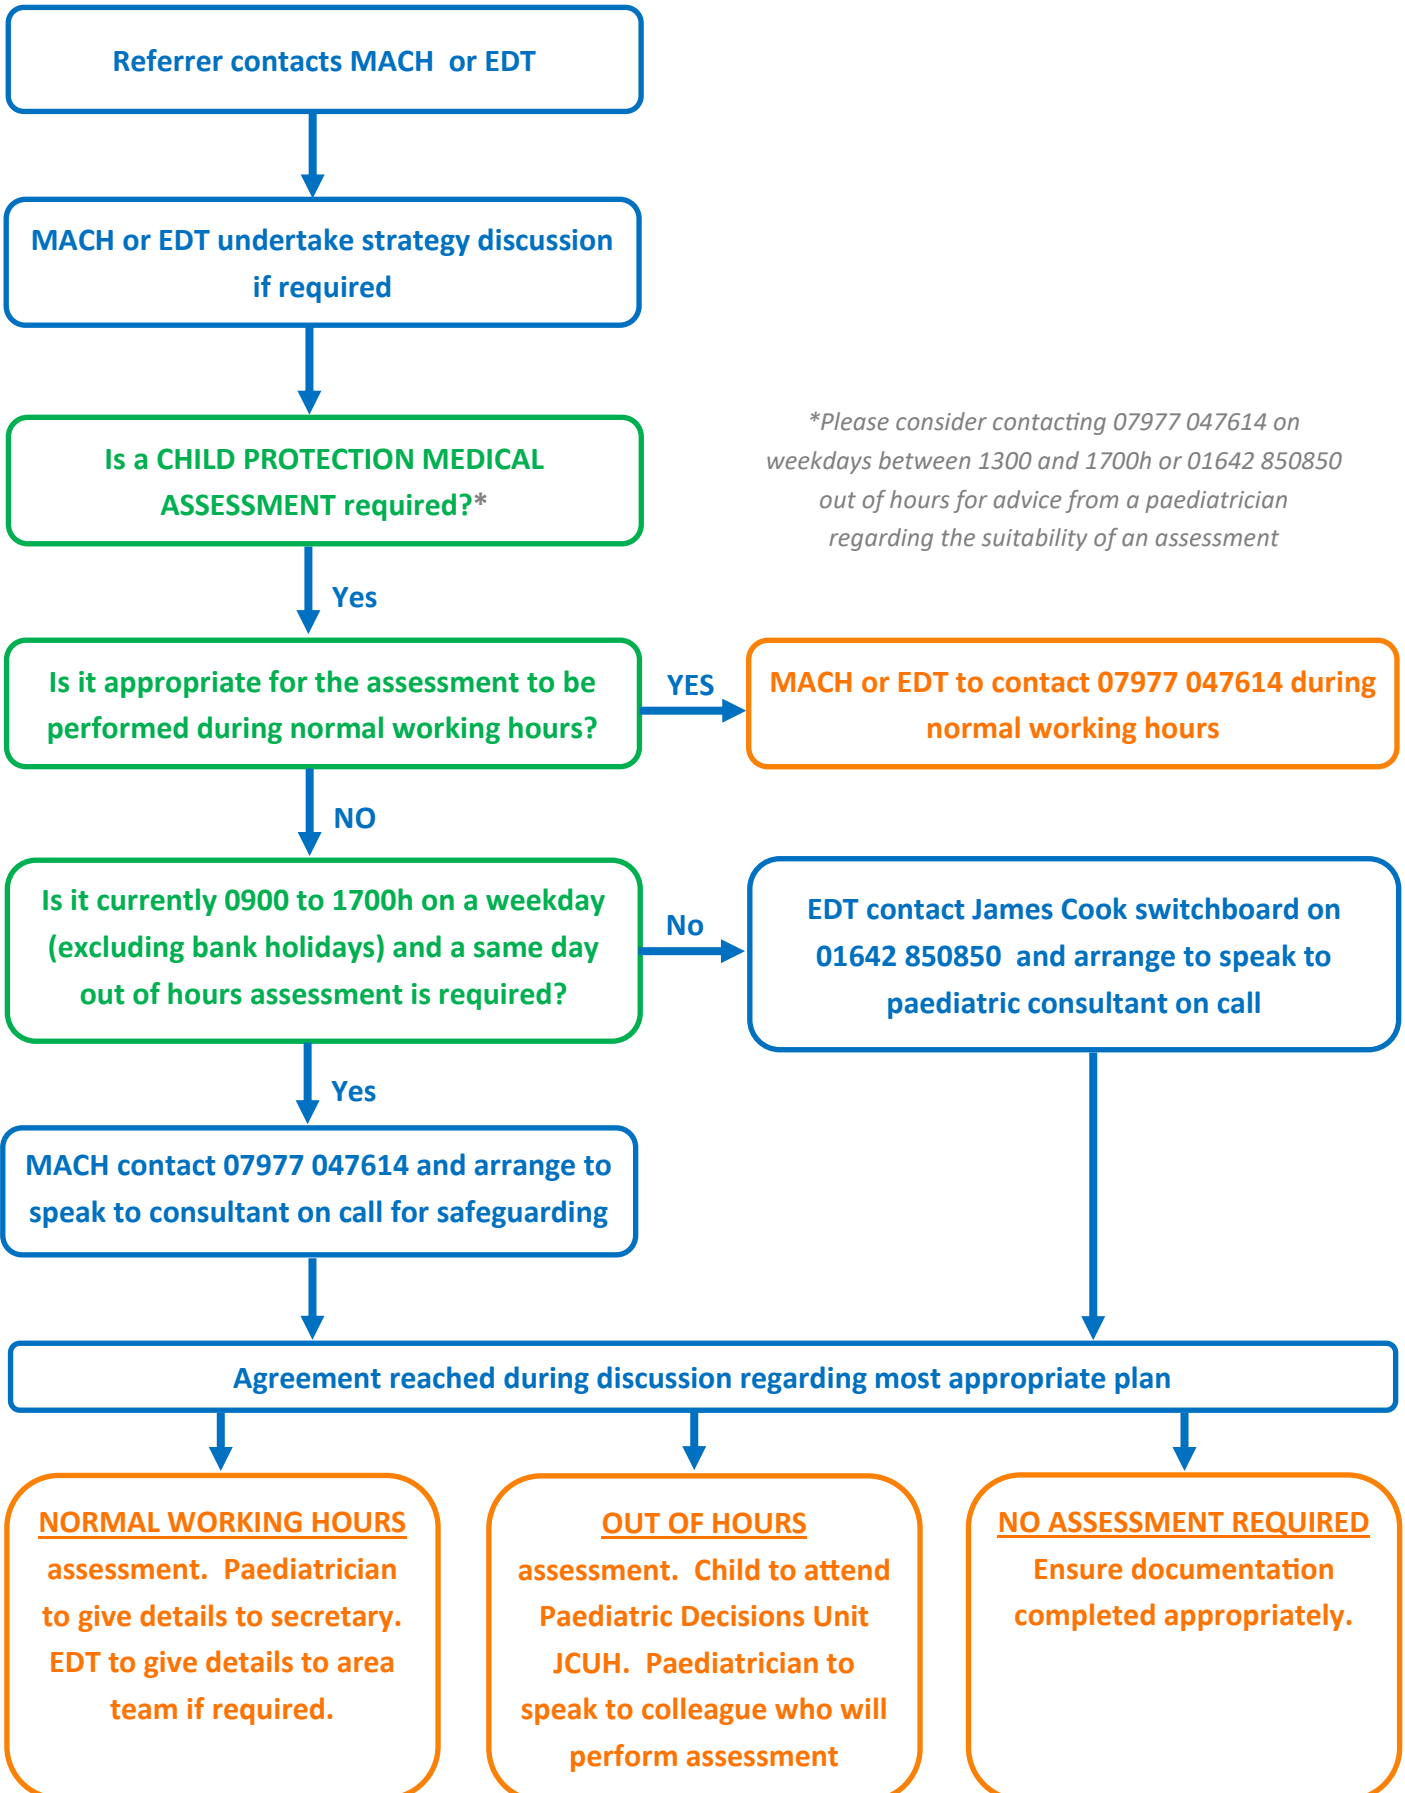 Referrer contacts MACH or EDT
MACH or EDT undertake strategy discussion
if required
Is a CHILD PROTECTION MEDICAL
ASSESSMENT required?*
*Please consider contacting 07977 047614 on
weekdays between 1300 and 1700h or 01642 850850
out of hours for advice from a paediatrician
regarding the suitability of an assessment
Yes
Is it appropriate for the assessment to be
performed during normal working hours?
YES
MACH or EDT to contact 07977 047614 during
normal working hours
NO
Is it currently 0900 to 1700h on a weekday
(excluding bank holidays) and a same day
out of hours assessment is required?
No
EDT contact James Cook switchboard on
01642 850850 and arrange to speak to
paediatric consultant on call
Yes
MACH contact 07977 047614 and arrange to
speak to consultant on call for safeguarding
Agreement reached during discussion regarding most appropriate plan
NORMAL WORKING HOURS
assessment. Paediatrician
to give details to secretary.
EDT to give details to area
team if required.
OUT OF HOURS
assessment. Child to attend
Paediatric Decisions Unit
JCUH. Paediatrician to
speak to colleague who will
perform assessment
NO ASSESSMENT REQUIRED
Ensure documentation
completed appropriately.